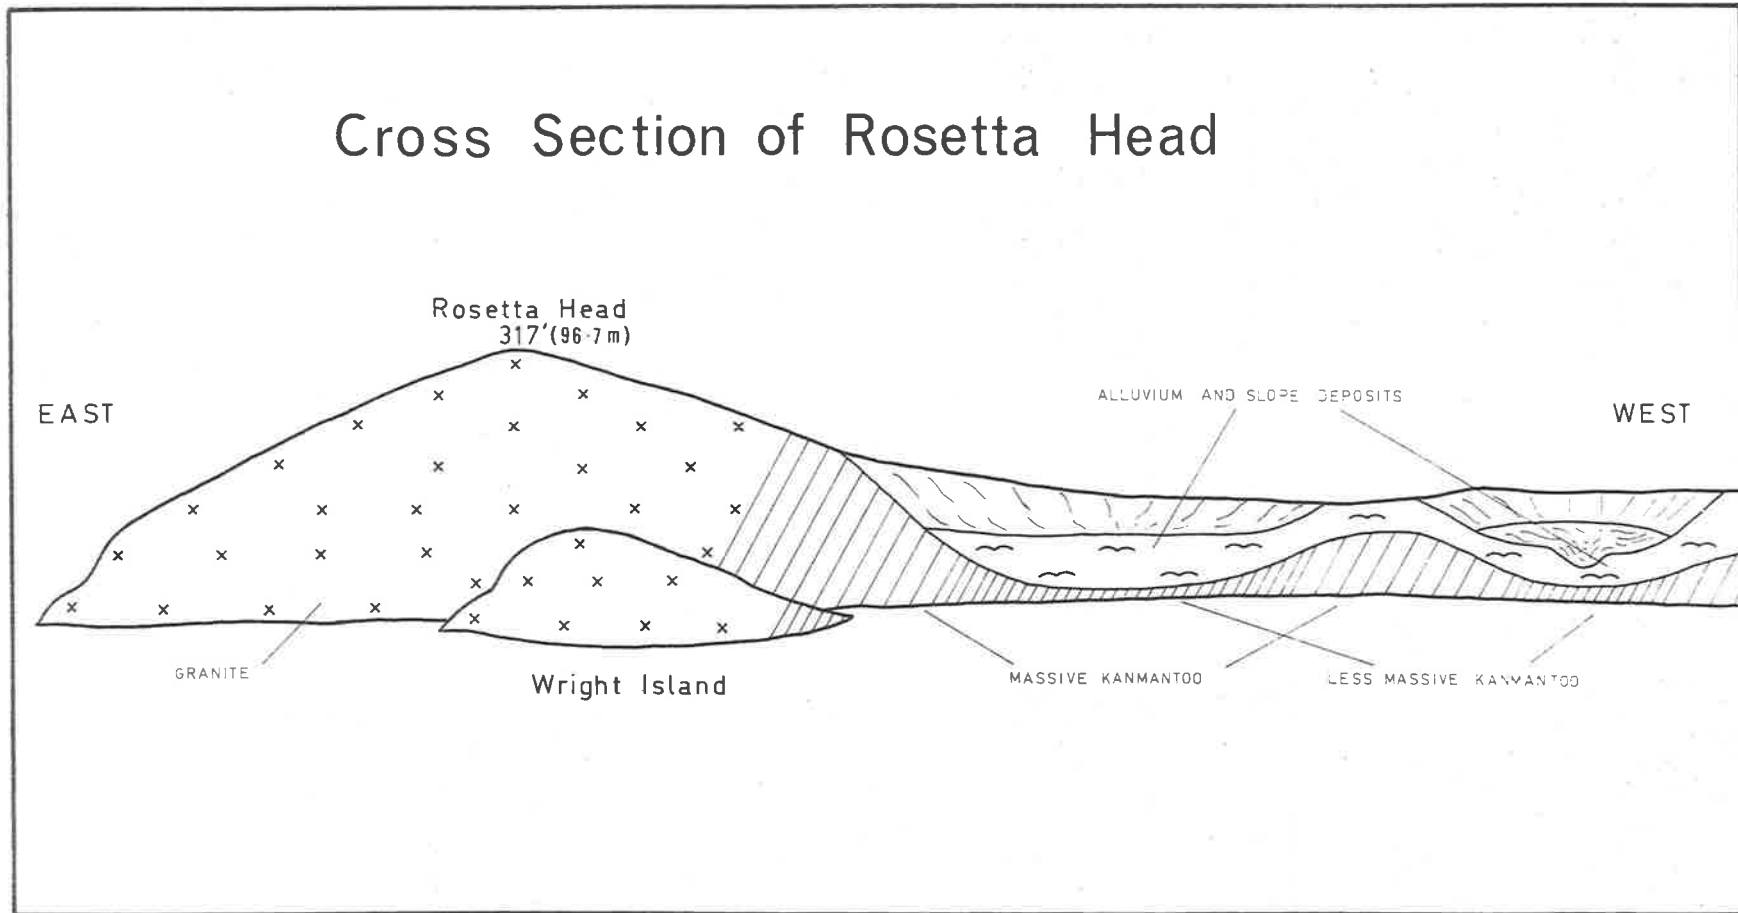 Cross Section of Rosetta Head
Rosetta Head
317′(96·7m)
EAST
ALLUVIUM AND SLOPE DEPOSITS
WEST
GRANITE
Wright Island
MASSIVE KANMANTOO
LESS MASSIVE KANMANTOO